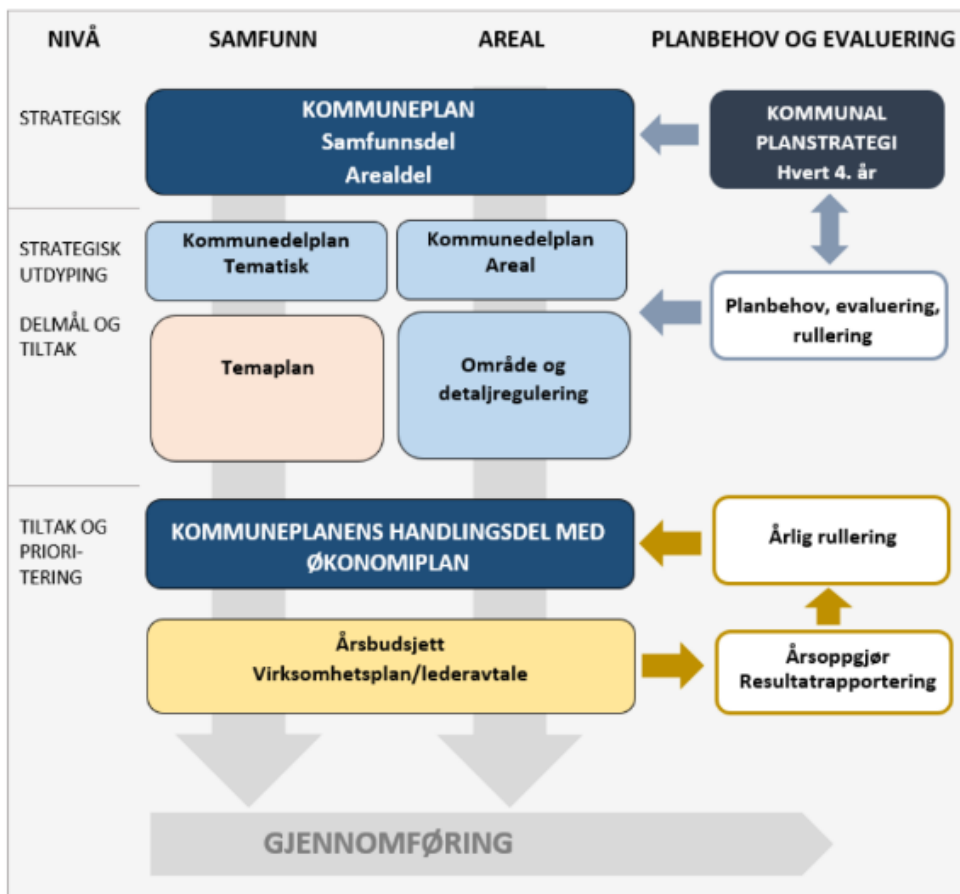 NIVÅ
SAMFUNN
AREAL
PLANBEHOV OG EVALUERING
STRATEGISK
KOMMUNEPLAN
Samfunnsdel
Arealdel
KOMMUNAL
PLANSTRATEGI
Hvert 4. år
STRATEGISK
UTDYPING
Kommunedelplan
Tematisk
Kommunedelplan
Areal
Planbehov, evaluering,
rullering
DELMÅL OG
TILTAK
Temaplan
Område og
detaljregulering
TILTAK OG
PRIORI-
TERING
KOMMUNEPLANENS HANDLINGSDEL MED
ØKONOMIPLAN
Årlig rullering
Årsbudsjett
Virksomhetsplan/lederavtale
Årsoppgjør
Resultatrapportering
GJENNOMFØRING